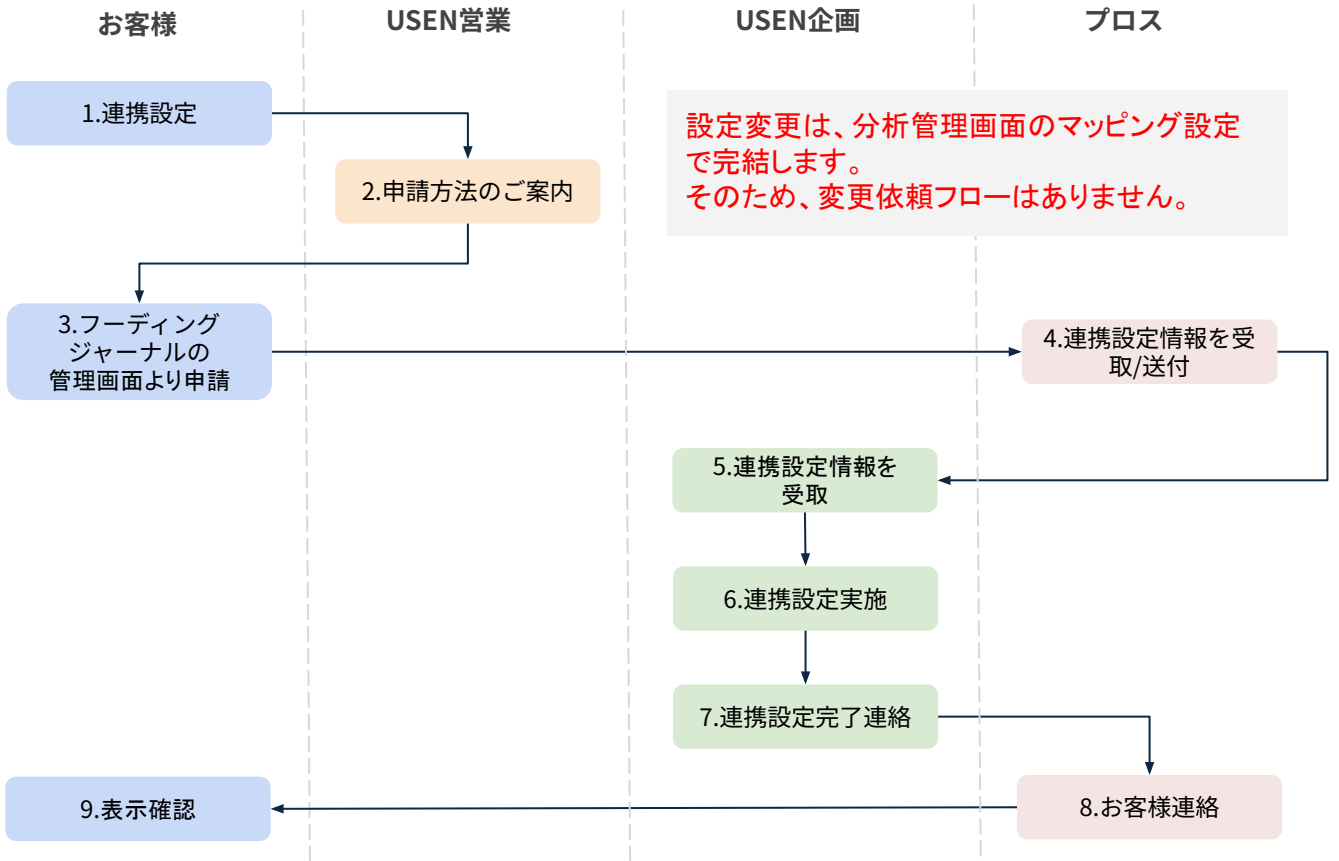 お客様
USEN営業
USEN企画
プロス
1.連携設定
設定変更は、分析管理画面のマッピング設定
で完結します。
そのため、変更依頼フローはありません。
2.申請方法のご案内
3.フーディング
ジャーナルの
管理画面より申請
4.連携設定情報を受
取/送付
5.連携設定情報を
受取
6.連携設定実施
7.連携設定完了連絡
8.お客様連絡
9.表示確認